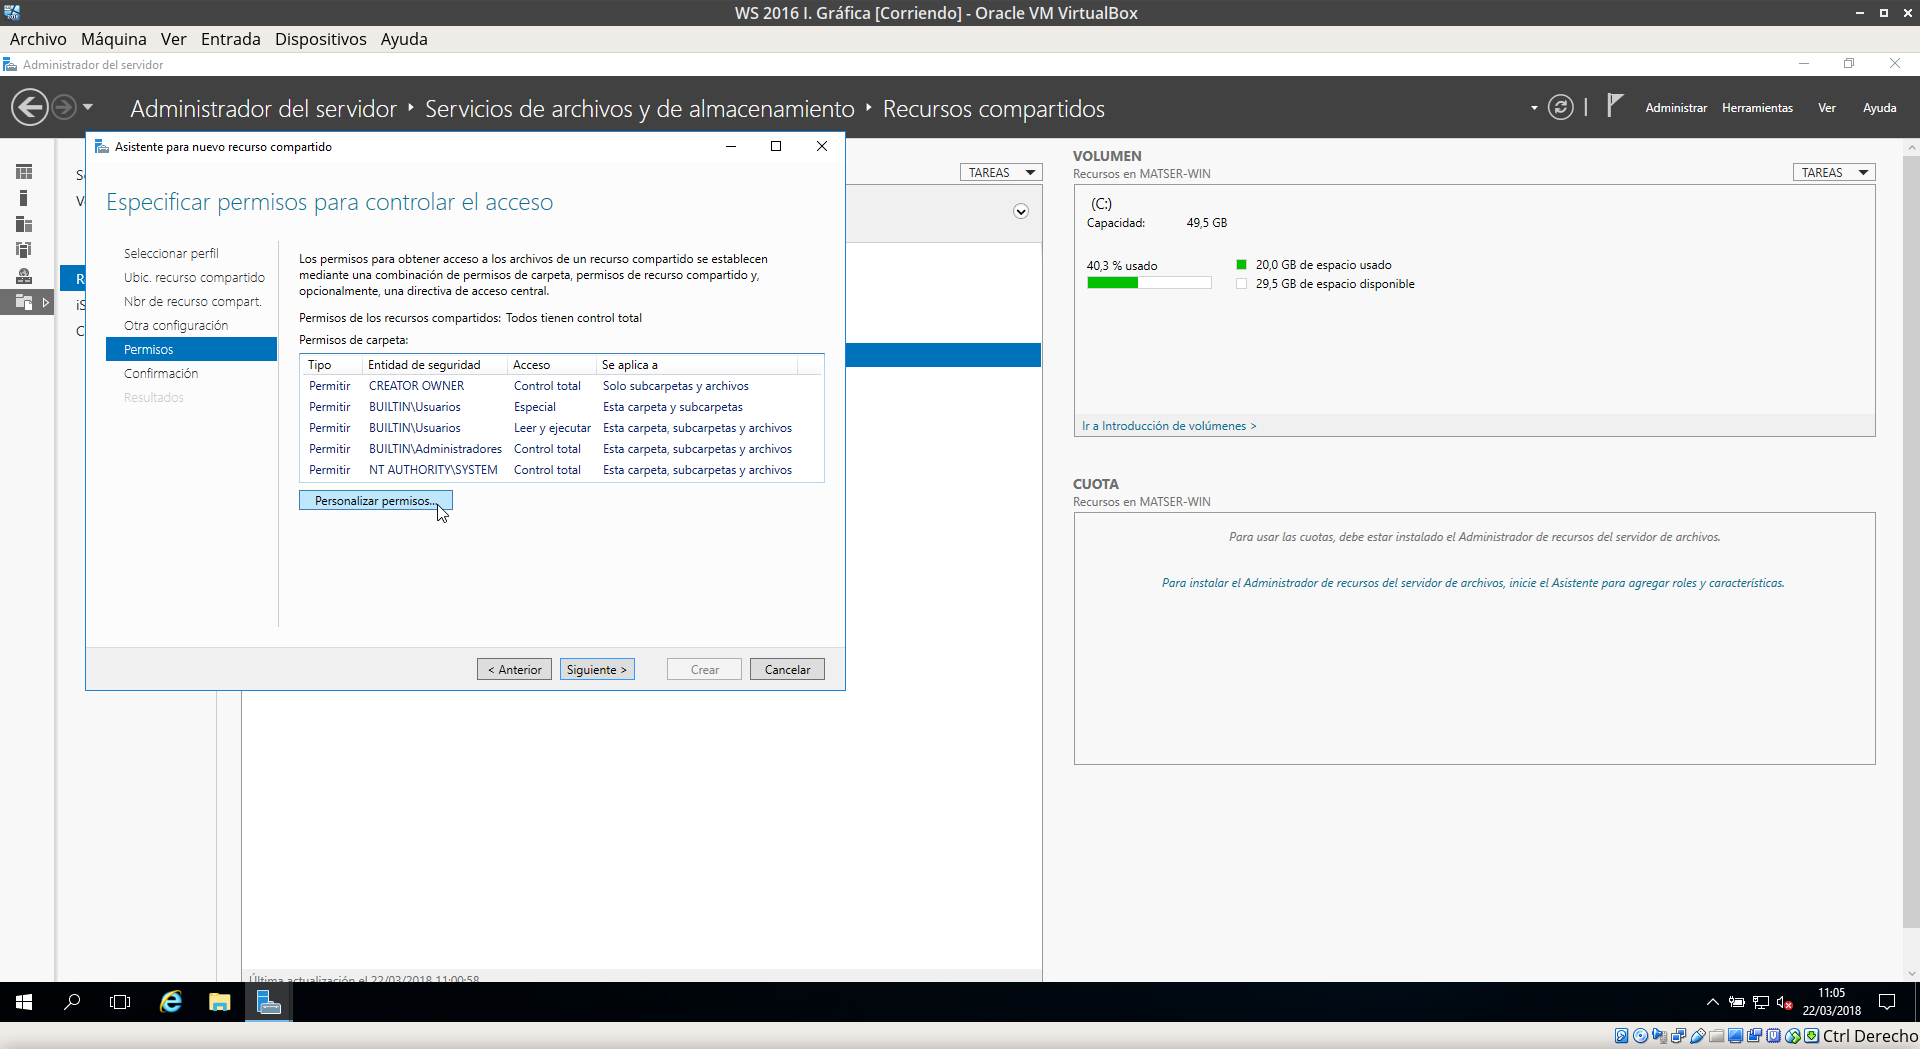 WS 2016 I. Gráfica [Corriendo] - Oracle VM VirtualBox
Archivo Máquina Ver Entrada Dispositivos Ayuda
Administrador del servidor
Administrador del servidor Servicios de archivos y de almacenamiento Recursos compartidos
Administrar Herramientas Ver Ayuda
Asistente para nuevo recurso compartido
Especificar permisos para controlar el acceso
Seleccionar perfil
Ubic. recurso compartido
Nbr de recurso compart.
Otra configuración
Permisos
Confirmación
Resultados
Los permisos para obtener acceso a los archivos de un recurso compartido se establecen
mediante una combinación de permisos de carpeta, permisos de recurso compartido y,
opcionalmente, una directiva de acceso central.
Permisos de los recursos compartidos: Todos tienen control total
Permisos de carpeta:
Tipo Entidad de seguridad Acceso Se aplica a
Permitir CREATOR OWNER Control total Solo subcarpetas y archivos
Permitir BUILTIN\Usuarios Especial Esta carpeta y subcarpetas
Permitir BUILTIN\Usuarios Leer y ejecutar Esta carpeta, subcarpetas y archivos
Permitir BUILTIN\Administradores Control total Esta carpeta, subcarpetas y archivos
Permitir NT AUTHORITY\SYSTEM Control total Esta carpeta, subcarpetas y archivos
Personalizar permisos...
< Anterior Siguiente > Crear Cancelar
TAREAS
VOLUMEN
Recursos en MATSER-WIN
TAREAS
(C:)
Capacidad: 49,5 GB
40,3 % usado
20,0 GB de espacio usado
29,5 GB de espacio disponible
Ir a Introducción de volúmenes >
CUOTA
Recursos en MATSER-WIN
Para usar las cuotas, debe estar instalado el Administrador de recursos del servidor de archivos.
Para instalar el Administrador de recursos del servidor de archivos, inicie el Asistente para agregar roles y características.
Última actualización el 22/03/2018 11:00:58
11:05
22/03/2018
Ctrl Derecho